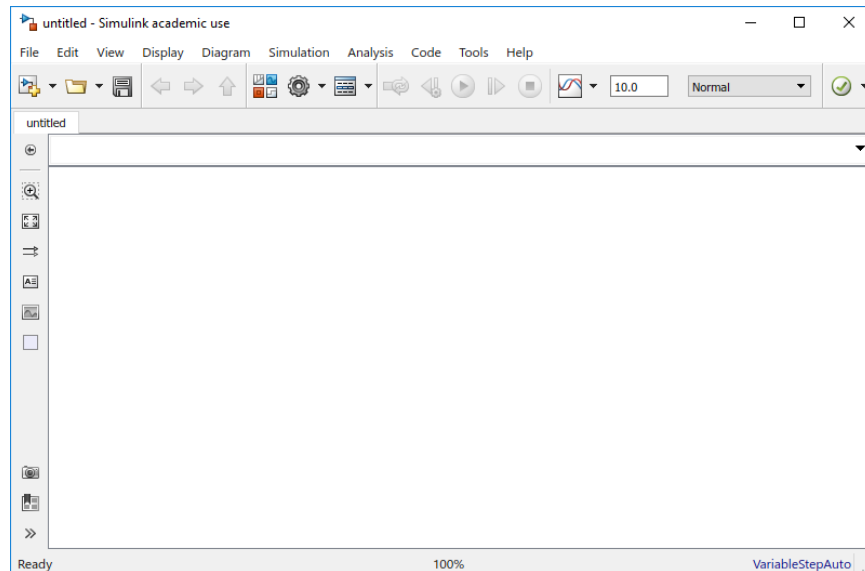 untitled - Simulink academic use
File Edit View Display Diagram Simulation Analysis Code Tools Help
10.0 Normal
untitled
Ready 100% VariableStepAuto